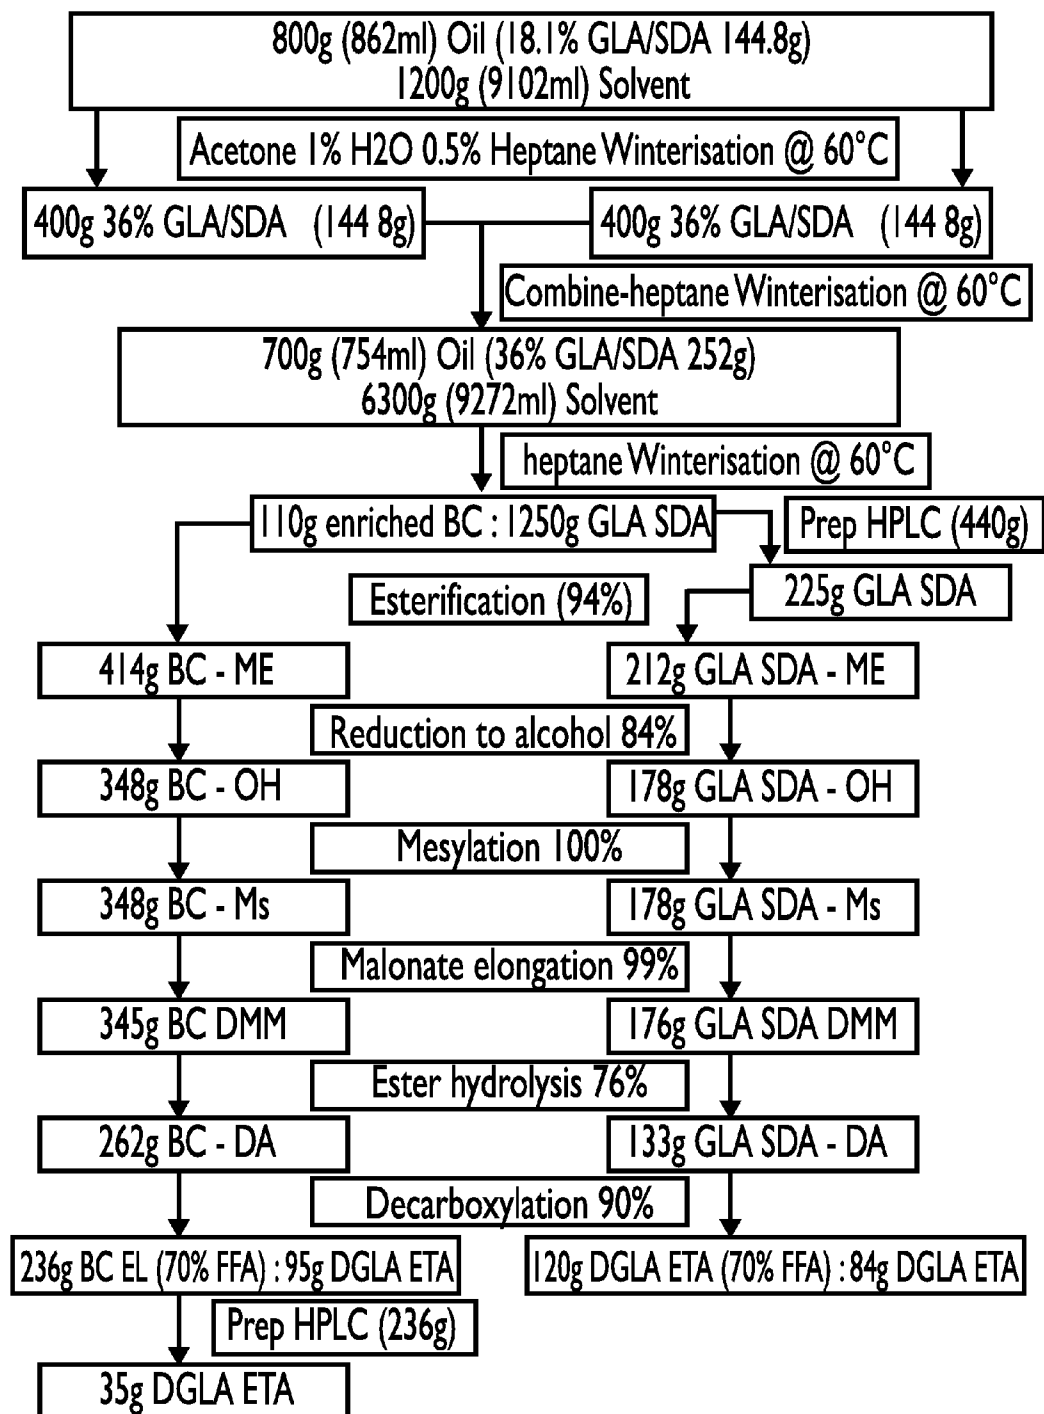 800g (862ml) Oil (18.1% GLA/SDA 144.8g)
1200g (9102ml) Solvent
Acetone 1% H2O 0.5% Heptane Winterisation @ 60°C
400g 36% GLA/SDA (144 8g)
400g 36% GLA/SDA (144 8g)
Combine-heptane Winterisation @ 60°C
700g (754ml) Oil (36% GLA/SDA 252g)
6300g (9272ml) Solvent
heptane Winterisation @ 60°C
110g enriched BC : 1250g GLA SDA
Prep HPLC (440g)
225g GLA SDA
Esterification (94%)
414g BC - ME
212g GLA SDA - ME
Reduction to alcohol 84%
348g BC - OH
178g GLA SDA - OH
Mesylation 100%
348g BC - Ms
178g GLA SDA - Ms
Malonate elongation 99%
345g BC DMM
176g GLA SDA DMM
Ester hydrolysis 76%
262g BC - DA
133g GLA SDA - DA
Decarboxylation 90%
236g BC EL (70% FFA) : 95g DGLA ETA
120g DGLA ETA (70% FFA) : 84g DGLA ETA
Prep HPLC (236g)
35g DGLA ETA